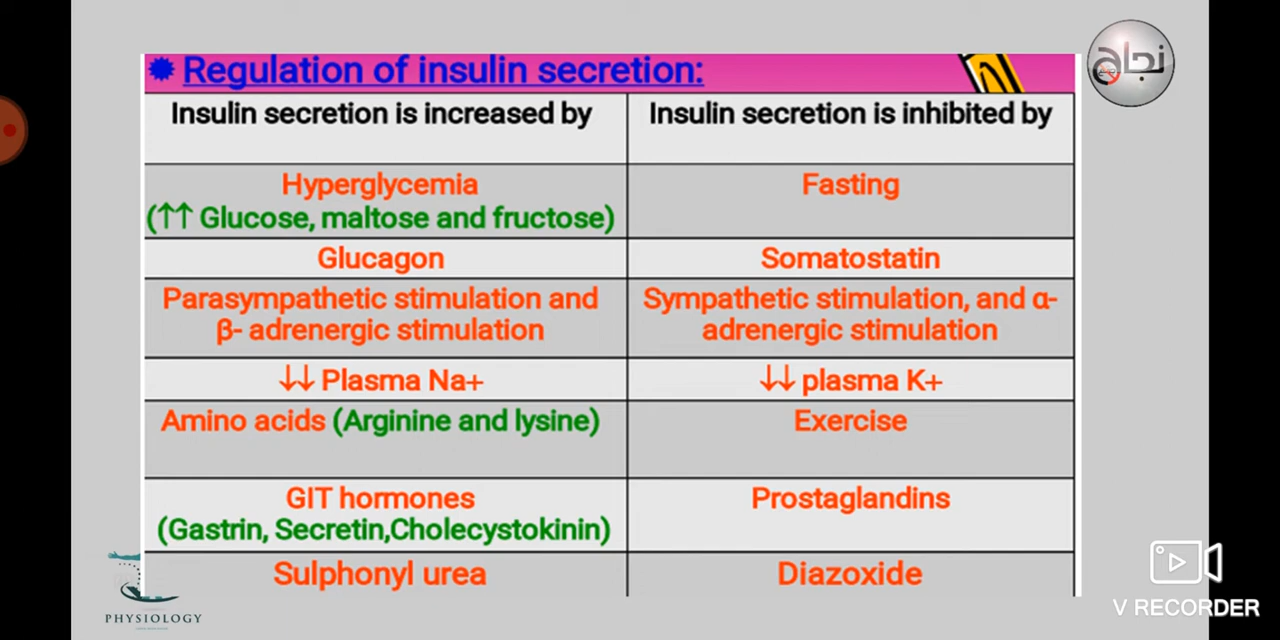 نجاح
Regulation of insulin secretion:
Insulin secretion is increased by
Insulin secretion is inhibited by
Hyperglycemia
(↑↑ Glucose, maltose and fructose)
Fasting
Glucagon
Somatostatin
Parasympathetic stimulation and
β- adrenergic stimulation
Sympathetic stimulation, and α-
adrenergic stimulation
↓↓ Plasma Na+
↓↓ plasma K+
Amino acids (Arginine and lysine)
Exercise
GIT hormones
(Gastrin, Secretin,Cholecystokinin)
Prostaglandins
Sulphonyl urea
Diazoxide
PHYSIOLOGY
V RECORDER